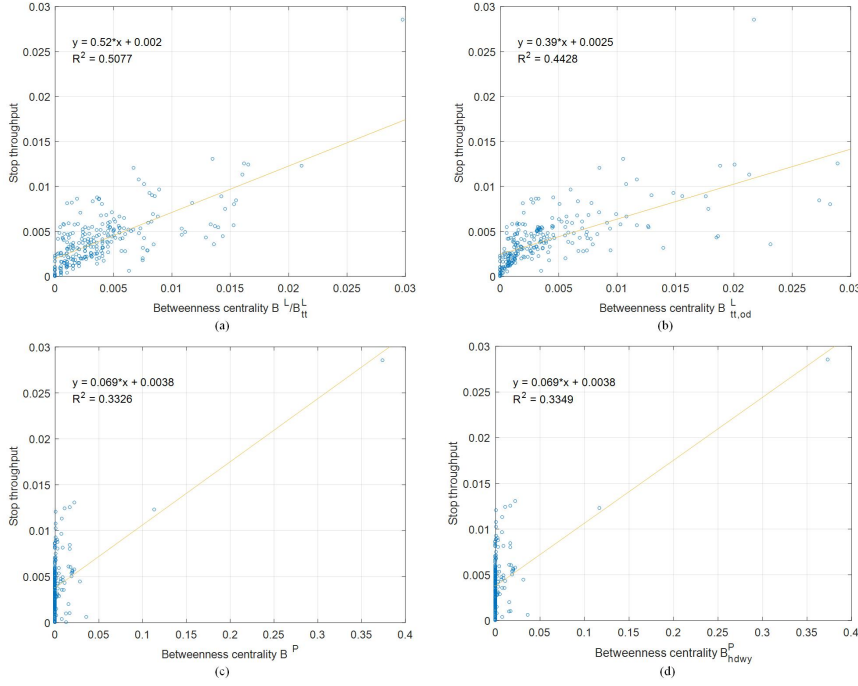 0.03
0.025
0.02
0.015
0.01
0.005
0
Stop throughput
y = 0.52*x + 0.002
R² = 0.5077
0 0.005 0.01 0.015 0.02 0.025 0.03
Betweenness centrality B^L/B_tt^L
(a)
0.03
0.025
0.02
0.015
0.01
0.005
0
Stop throughput
y = 0.39*x + 0.0025
R² = 0.4428
0 0.005 0.01 0.015 0.02 0.025 0.03
Betweenness centrality B_tt,od^L
(b)
0.03
0.025
0.02
0.015
0.01
0.005
0
Stop throughput
y = 0.069*x + 0.0038
R² = 0.3326
0 0.05 0.1 0.15 0.2 0.25 0.3 0.35 0.4
Betweenness centrality B^P
(c)
0.03
0.025
0.02
0.015
0.01
0.005
0
Stop throughput
y = 0.069*x + 0.0038
R² = 0.3349
0 0.05 0.1 0.15 0.2 0.25 0.3 0.35 0.4
Betweenness centrality B_hdwy^P
(d)